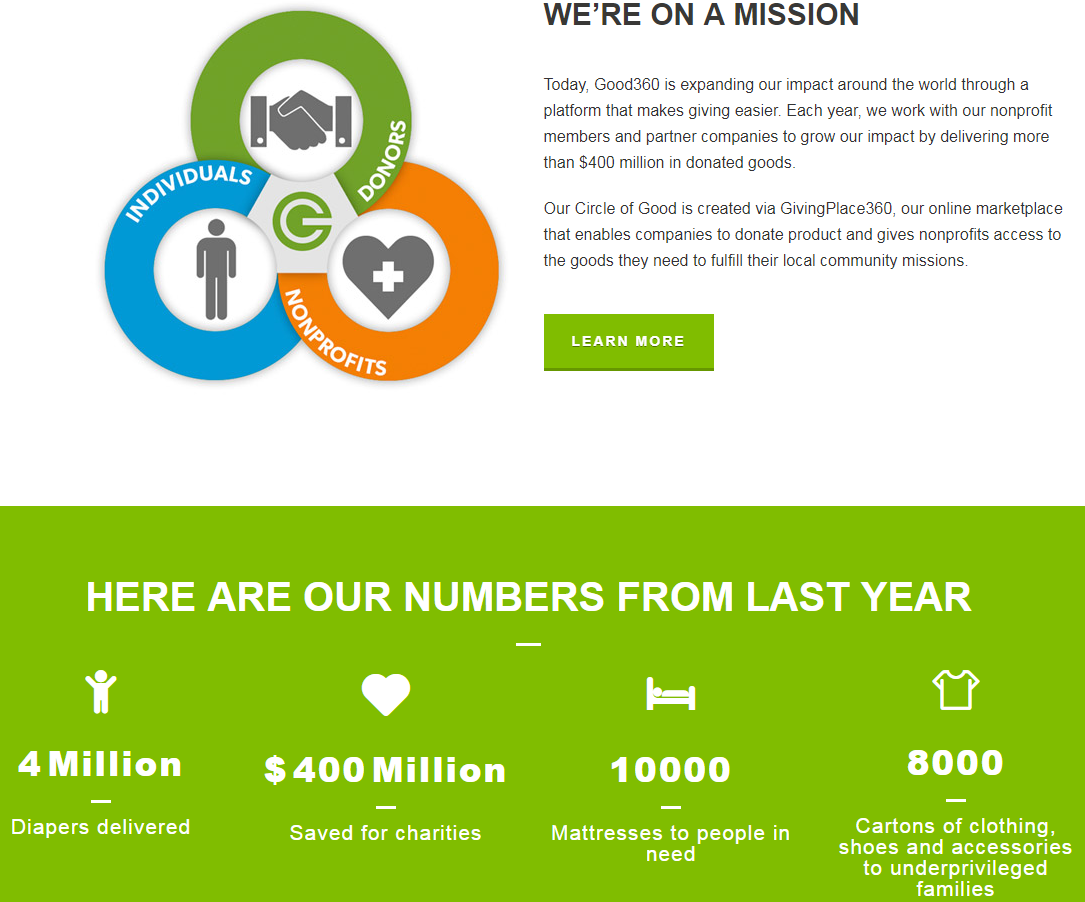 WE’RE ON A MISSION
Today, Good360 is expanding our impact around the world through a
platform that makes giving easier. Each year, we work with our nonprofit
members and partner companies to grow our impact by delivering more
than $400 million in donated goods.
Our Circle of Good is created via GivingPlace360, our online marketplace
that enables companies to donate product and gives nonprofits access to
the goods they need to fulfill their local community missions.
LEARN MORE
DONORS
INDIVIDUALS
NONPROFITS
HERE ARE OUR NUMBERS FROM LAST YEAR
4 Million
Diapers delivered
$ 400 Million
Saved for charities
10000
Mattresses to people in
need
8000
Cartons of clothing,
shoes and accessories
to underprivileged
families